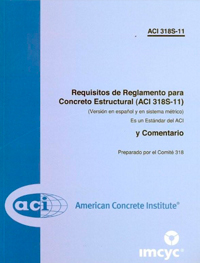 ACI 318S-11
Requisitos de Reglamento para
Concreto Estructural (ACI 318S-11)
(Versión en español y en sistema métrico)
Es un Estándar del ACI
y Comentario
Preparado por el Comité 318
aci
American Concrete Institute®
imcyc®